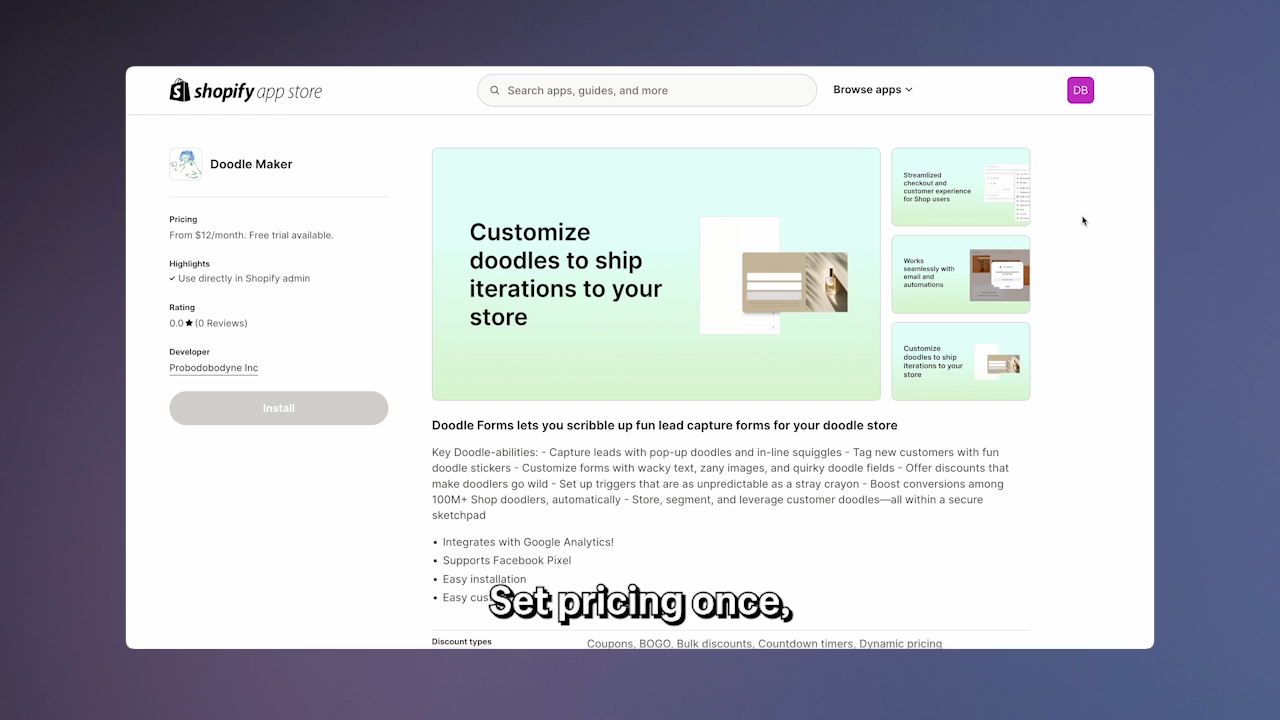 shopify app store
Search apps, guides, and more
Browse apps
DB
Doodle Maker
Pricing
From $12/month. Free trial available.
Highlights
Use directly in Shopify admin
Rating
0.0★(0 Reviews)
Developer
Probodobodyne Inc
Install
Customize
doodles to ship
iterations to your
store
Streamlized
checkout and
customer experience
for Shop users
Works
seamlessly with
email and
automations
Customize
doodles to ship
iterations to your
store
Doodle Forms lets you scribble up fun lead capture forms for your doodle store
Key Doodle-abilities: - Capture leads with pop-up doodles and in-line squiggles - Tag new customers with fun
doodle stickers - Customize forms with wacky text, zany images, and quirky doodle fields - Offer discounts that
make doodlers go wild - Set up triggers that are as unpredictable as a stray crayon - Boost conversions among
100M+ Shop doodlers, automatically - Store, segment, and leverage customer doodles—all within a secure
sketchpad
• Integrates with Google Analytics!
• Supports Facebook Pixel
• Easy installation
• Easy
Set pricing once,
Discount types
Coupons, BOGO, Bulk discounts, Countdown timers, Dynamic pricing